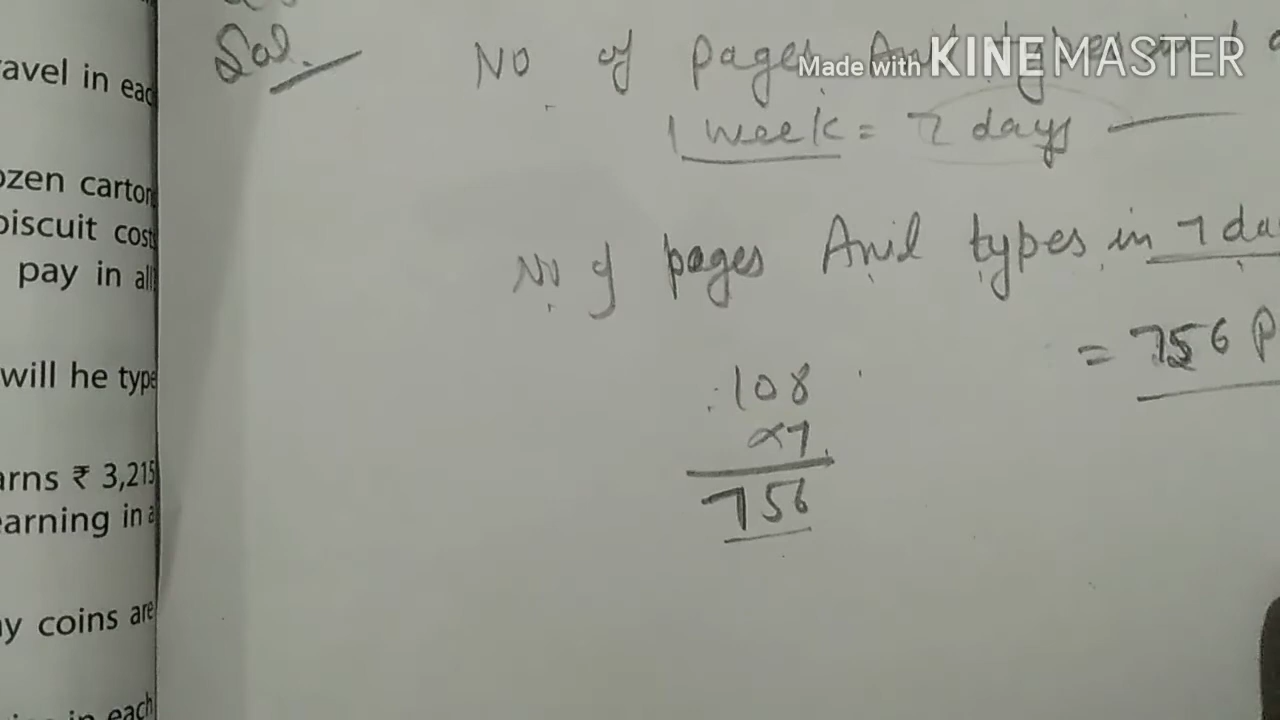 avel in eac
ozen carton
biscuit cost
pay in all
will he type
arns ₹ 3,215
earning in a
y coins are
in each
Sol.
No of pages Anil types
Made with KINEMASTER
1 week = 7 days
No of pages Anil types in 7 da
= 756 P
108
×7
756